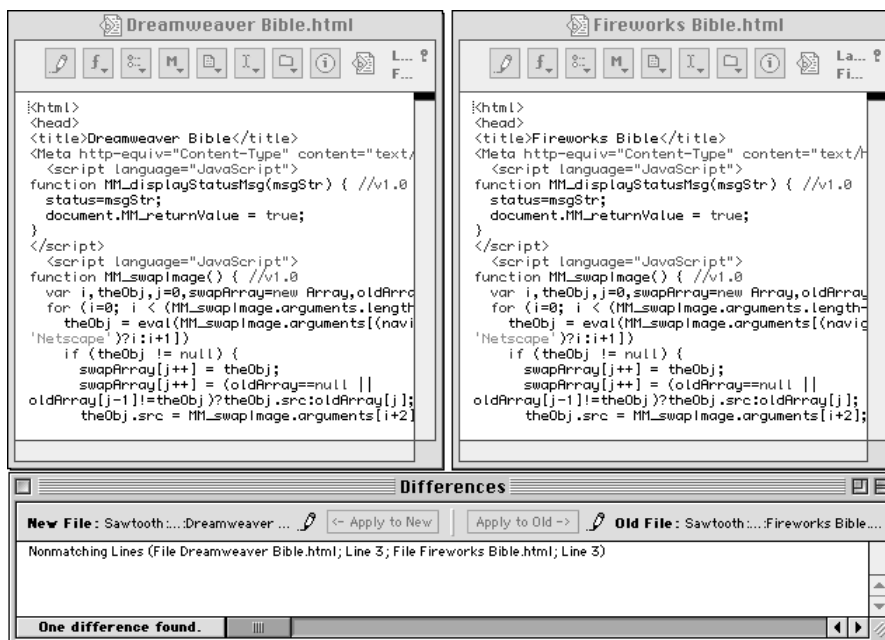 Dreamweaver Bible.html
L...
F...
<html>
<head>
<title>Dreamweaver Bible</title>
<Meta http-equiv="Content-Type" content="text/
<script language="JavaScript">
function MM_displayStatusMsg(msgStr) { //v1.0
status=msgStr;
document.MM_returnValue = true;
}
</script>
<script language="JavaScript">
function MM_swapImage() { //v1.0
var i,theObj,j=0,swapArray=new Array,oldArra
for (i=0; i < (MM_swapImage.arguments.length-
theObj = eval(MM_swapImage.arguments[(navig
'Netscape')?i:i+1])
if (theObj != null) {
swapArray[j++] = theObj;
swapArray[j++] = (oldArray==null ||
oldArray[j-1]!=theObj)?theObj.src:oldArray[j];
theObj.src = MM_swapImage.arguments[i+2]
Fireworks Bible.html
La...
Fi...
<html>
<head>
<title>Fireworks Bible</title>
<Meta http-equiv="Content-Type" content="text/h
<script language="JavaScript">
function MM_displayStatusMsg(msgStr) { //v1.0
status=msgStr;
document.MM_returnValue = true;
}
</script>
<script language="JavaScript">
function MM_swapImage() { //v1.0
var i,theObj,j=0,swapArray=new Array,oldArray
for (i=0; i < (MM_swapImage.arguments.length-
theObj = eval(MM_swapImage.arguments[(navig
'Netscape')?i:i+1])
if (theObj != null) {
swapArray[j++] = theObj;
swapArray[j++] = (oldArray==null ||
oldArray[j-1]!=theObj)?theObj.src:oldArray[j];
theObj.src = MM_swapImage.arguments[i+2];
Differences
New File: Sawtooth:...:Dreamweaver ... <- Apply to New Apply to Old -> Old File: Sawtooth:...:Fireworks Bible....
Nonmatching Lines (File Dreamweaver Bible.html; Line 3; File Fireworks Bible.html; Line 3)
One difference found.